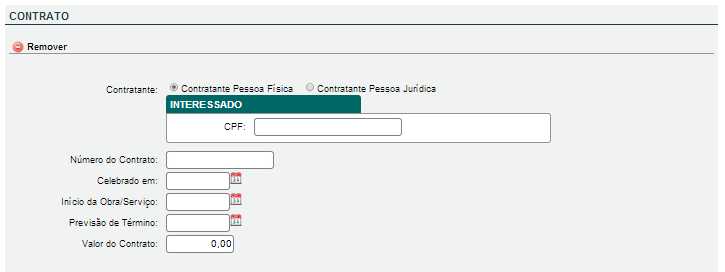 CONTRATO
Remover
Contratante: Contratante Pessoa Física Contratante Pessoa Jurídica
INTERESSADO
CPF:
Número do Contrato:
Celebrado em:
Início da Obra/Serviço:
Previsão de Término:
Valor do Contrato: 0,00